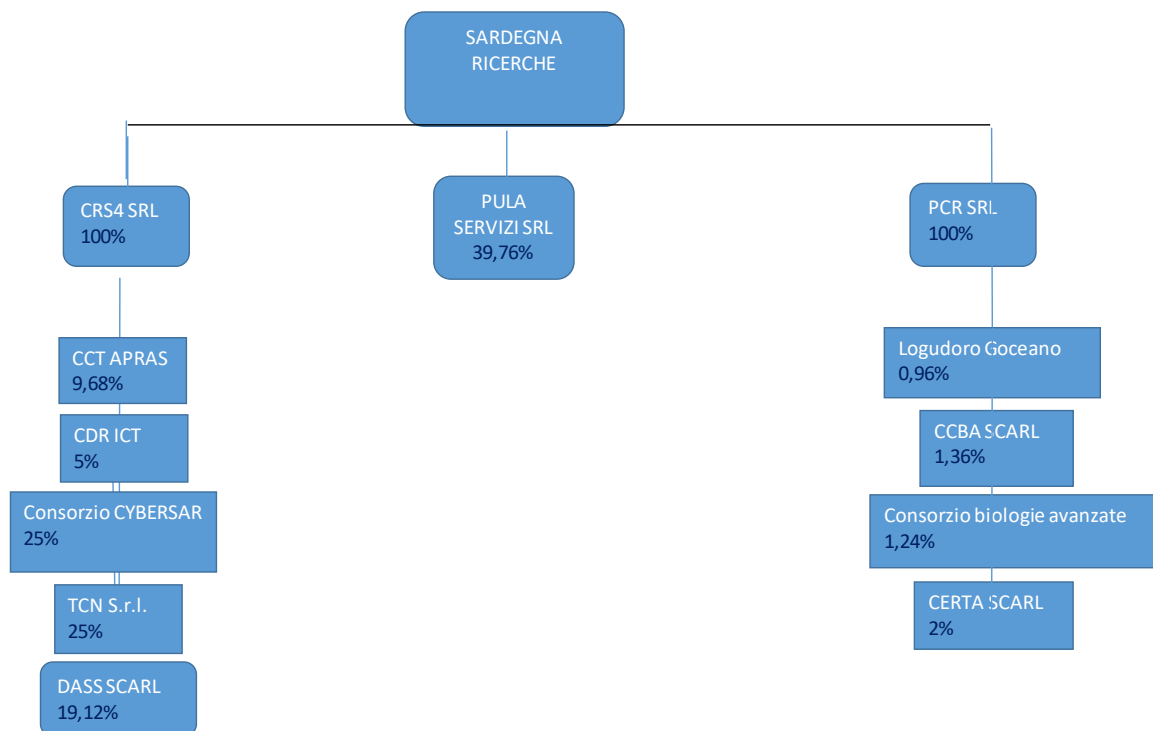 SARDEGNA
RICERCHE
CRS4 SRL
100%
PULA
SERVIZI SRL
39,76%
PCR SRL
100%
CCT APRAS
9,68%
CDR ICT
5%
Consorzio CYBERSAR
25%
TCN S.r.l.
25%
DASS SCARL
19,12%
Logudoro Goceano
0,96%
CCBA SCARL
1,36%
Consorzio biologie avanzate
1,24%
CERTA SCARL
2%